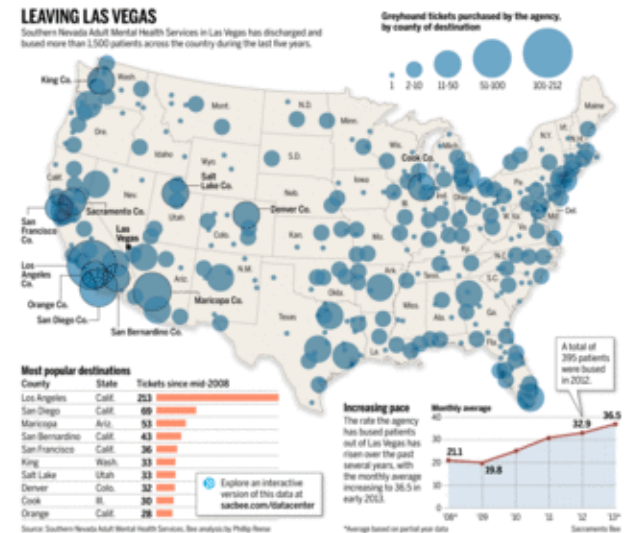 LEAVING LAS VEGAS
Southern Nevada Adult Mental Health Services in Las Vegas has discharged and
bused more than 1,500 patients across the country during the last five years.
Greyhound tickets purchased by the agency,
by county of destination
1 2-10 11-50 51-100 101-212
King Co.
Wash.
Mont.
N.D.
Minn.
Maine
Vt.
N.H.
N.Y.
Ore.
Idaho
Wyo.
S.D.
Wis.
Mich.
Cook Co.
Calif.
Nev.
Salt
Lake Co.
Neb.
Iowa
Ill.
Ind.
Ohio
Pa.
Sacramento Co.
Utah
Denver Co.
Colo.
Kan.
Mo.
Ky.
W. Va.
Va.
Md.
Del.
San
Francisco
Co.
Las
Vegas
Los
Angeles
Co.
Ariz.
N.M.
Okla.
Ark.
Tenn.
N.C.
S.C.
Orange Co.
San Diego Co.
San Bernardino Co.
Maricopa Co.
Texas
La.
Miss.
Ala.
Ga.
Fla.
Most popular destinations
County State Tickets since mid-2008
Los Angeles Calif. 213
San Diego Calif. 69
Maricopa Ariz. 53
San Bernardino Calif. 43
San Francisco Calif. 36
King Wash. 33
Salt Lake Utah 33
Denver Colo. 32
Cook Ill. 30
Orange Calif. 28
Explore an interactive
version of this data at
sacbee.com/datacenter
Increasing pace
The rate the agency
has bused patients
out of Las Vegas has
risen over the past
several years, with
the monthly average
increasing to 36.5 in
early 2013.
Monthly average
A total of
395 patients
were bused
in 2012.
40
30
20
10
0
21.1
19.8
32.9
36.5
'08* '09 '10 '11 '12 '13*
Source: Southern Nevada Adult Mental Health Services, Bee analysis by Phillip Reese
*Average based on partial year data
Sacramento Bee